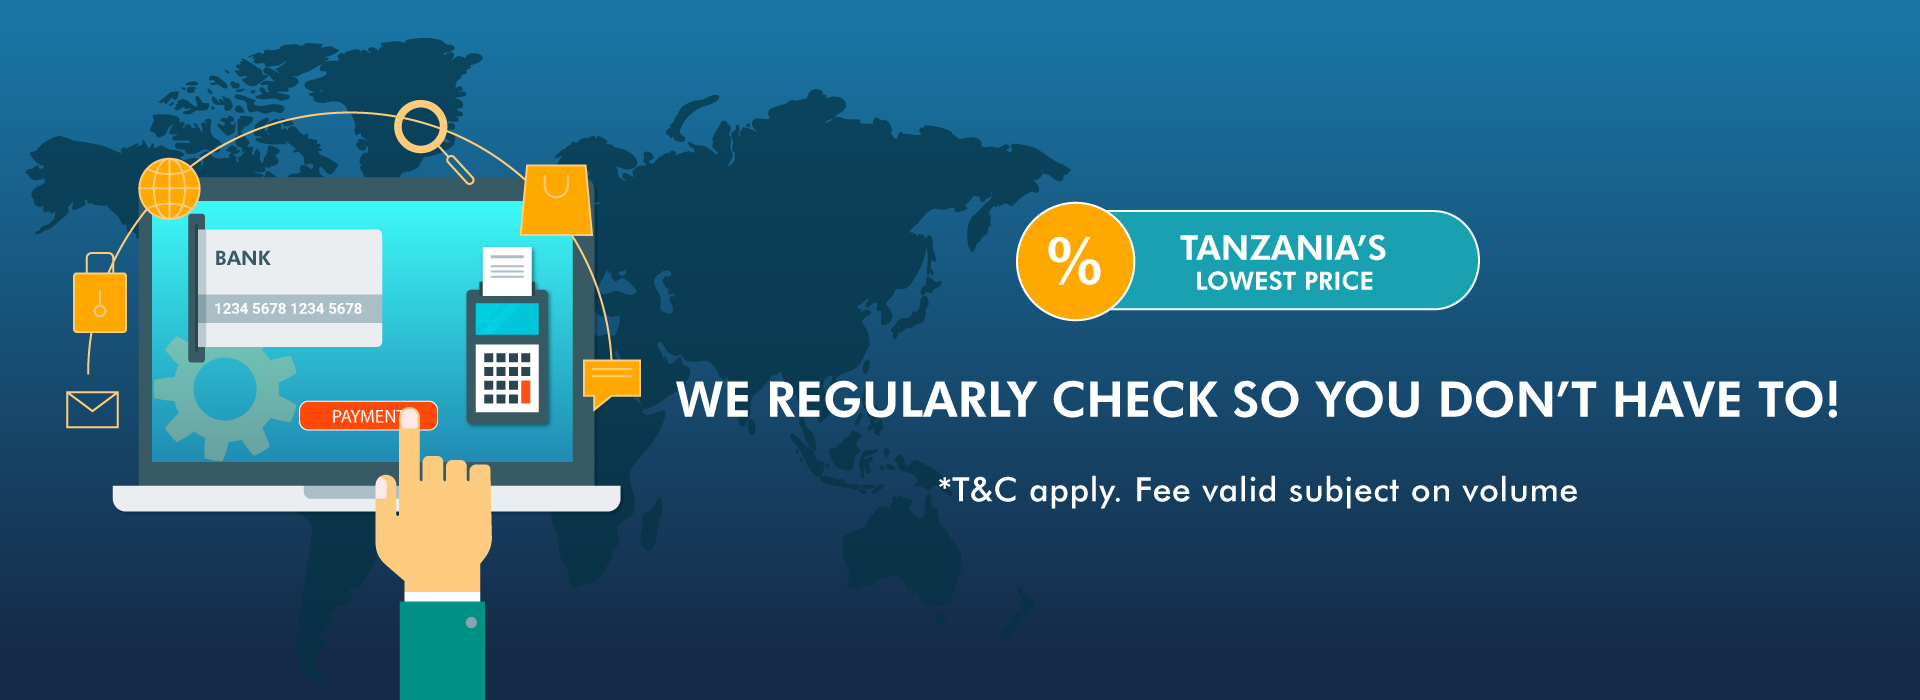 BANK
1234 5678 1234 5678
PAYMENT
%
TANZANIA’S
LOWEST PRICE
WE REGULARLY CHECK SO YOU DON’T HAVE TO!
*T&C apply. Fee valid subject on volume